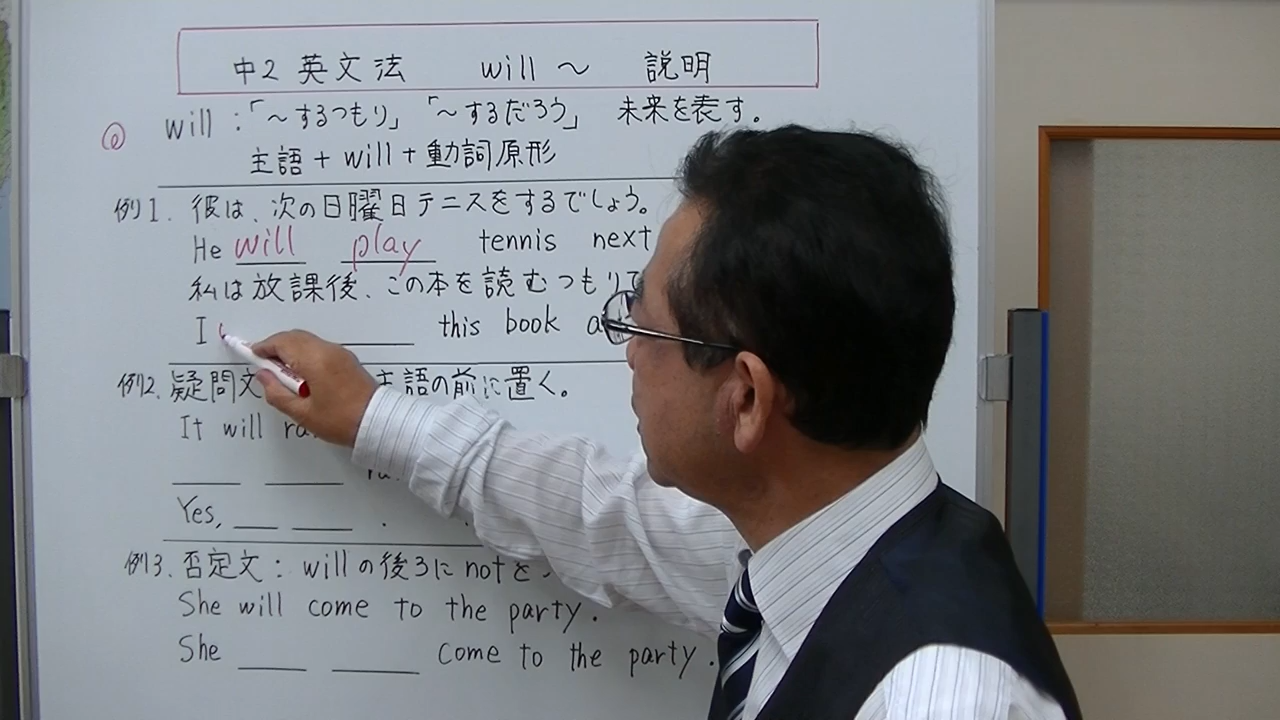 中2 英文法 will ～ 説明
◎ will :「～するつもり」「～するだろう」 未来を表す。
主語 + will + 動詞原形
例1. 彼は、次の日曜日テニスをするでしょう。
He will play tennis next
私は放課後、この本を読むつもり
I this book
例2. 疑問文 主語の前に置く。
It will
Yes, __ __ .
例3. 否定文: willの後ろにnotを
She will come to the party.
She __ __ come to the party.